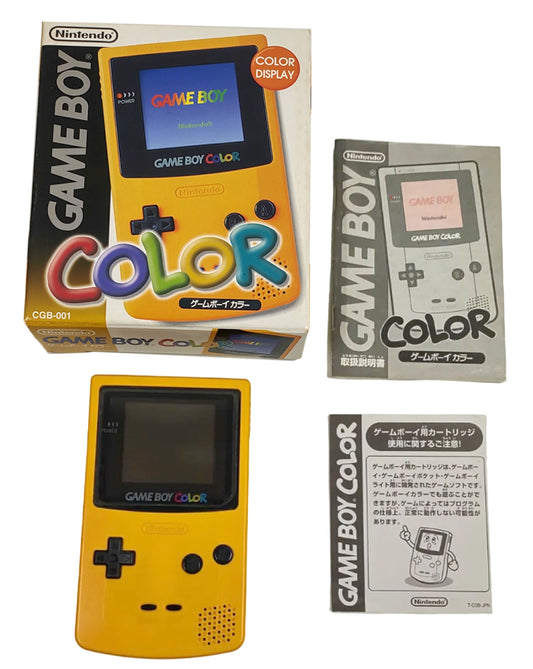 Nintendo
GAME BOY
COLOR
DISPLAY
POWER
GAME BOY
Nintendo
GAME BOY COLOR
Nintendo
COLOR
ゲームボーイ カラー
CGB-001
GAME BOY COLOR
POWER
GAME BOY COLOR
Nintendo
Nintendo
GAME BOY
GAME BOY
Nintendo
GAME BOY COLOR
Nintendo
B A
COLOR
ゲームボーイ カラー
取扱説明書
GAME BOY COLOR
ゲームボーイ用カートリッジ
使用に関するご注意!
ゲームボーイ用カートリッジは、ゲームボー
イ・ゲームボーイポケット・ゲームボーイ
ライト用に開発されたゲームソフトです。
ゲームボーイカラーでも遊ぶことがで
きますが、ゲームによってはプログラム
の仕様上、正常に動作しない可能性が
あります。
Nintendo
T-CGB-JPN